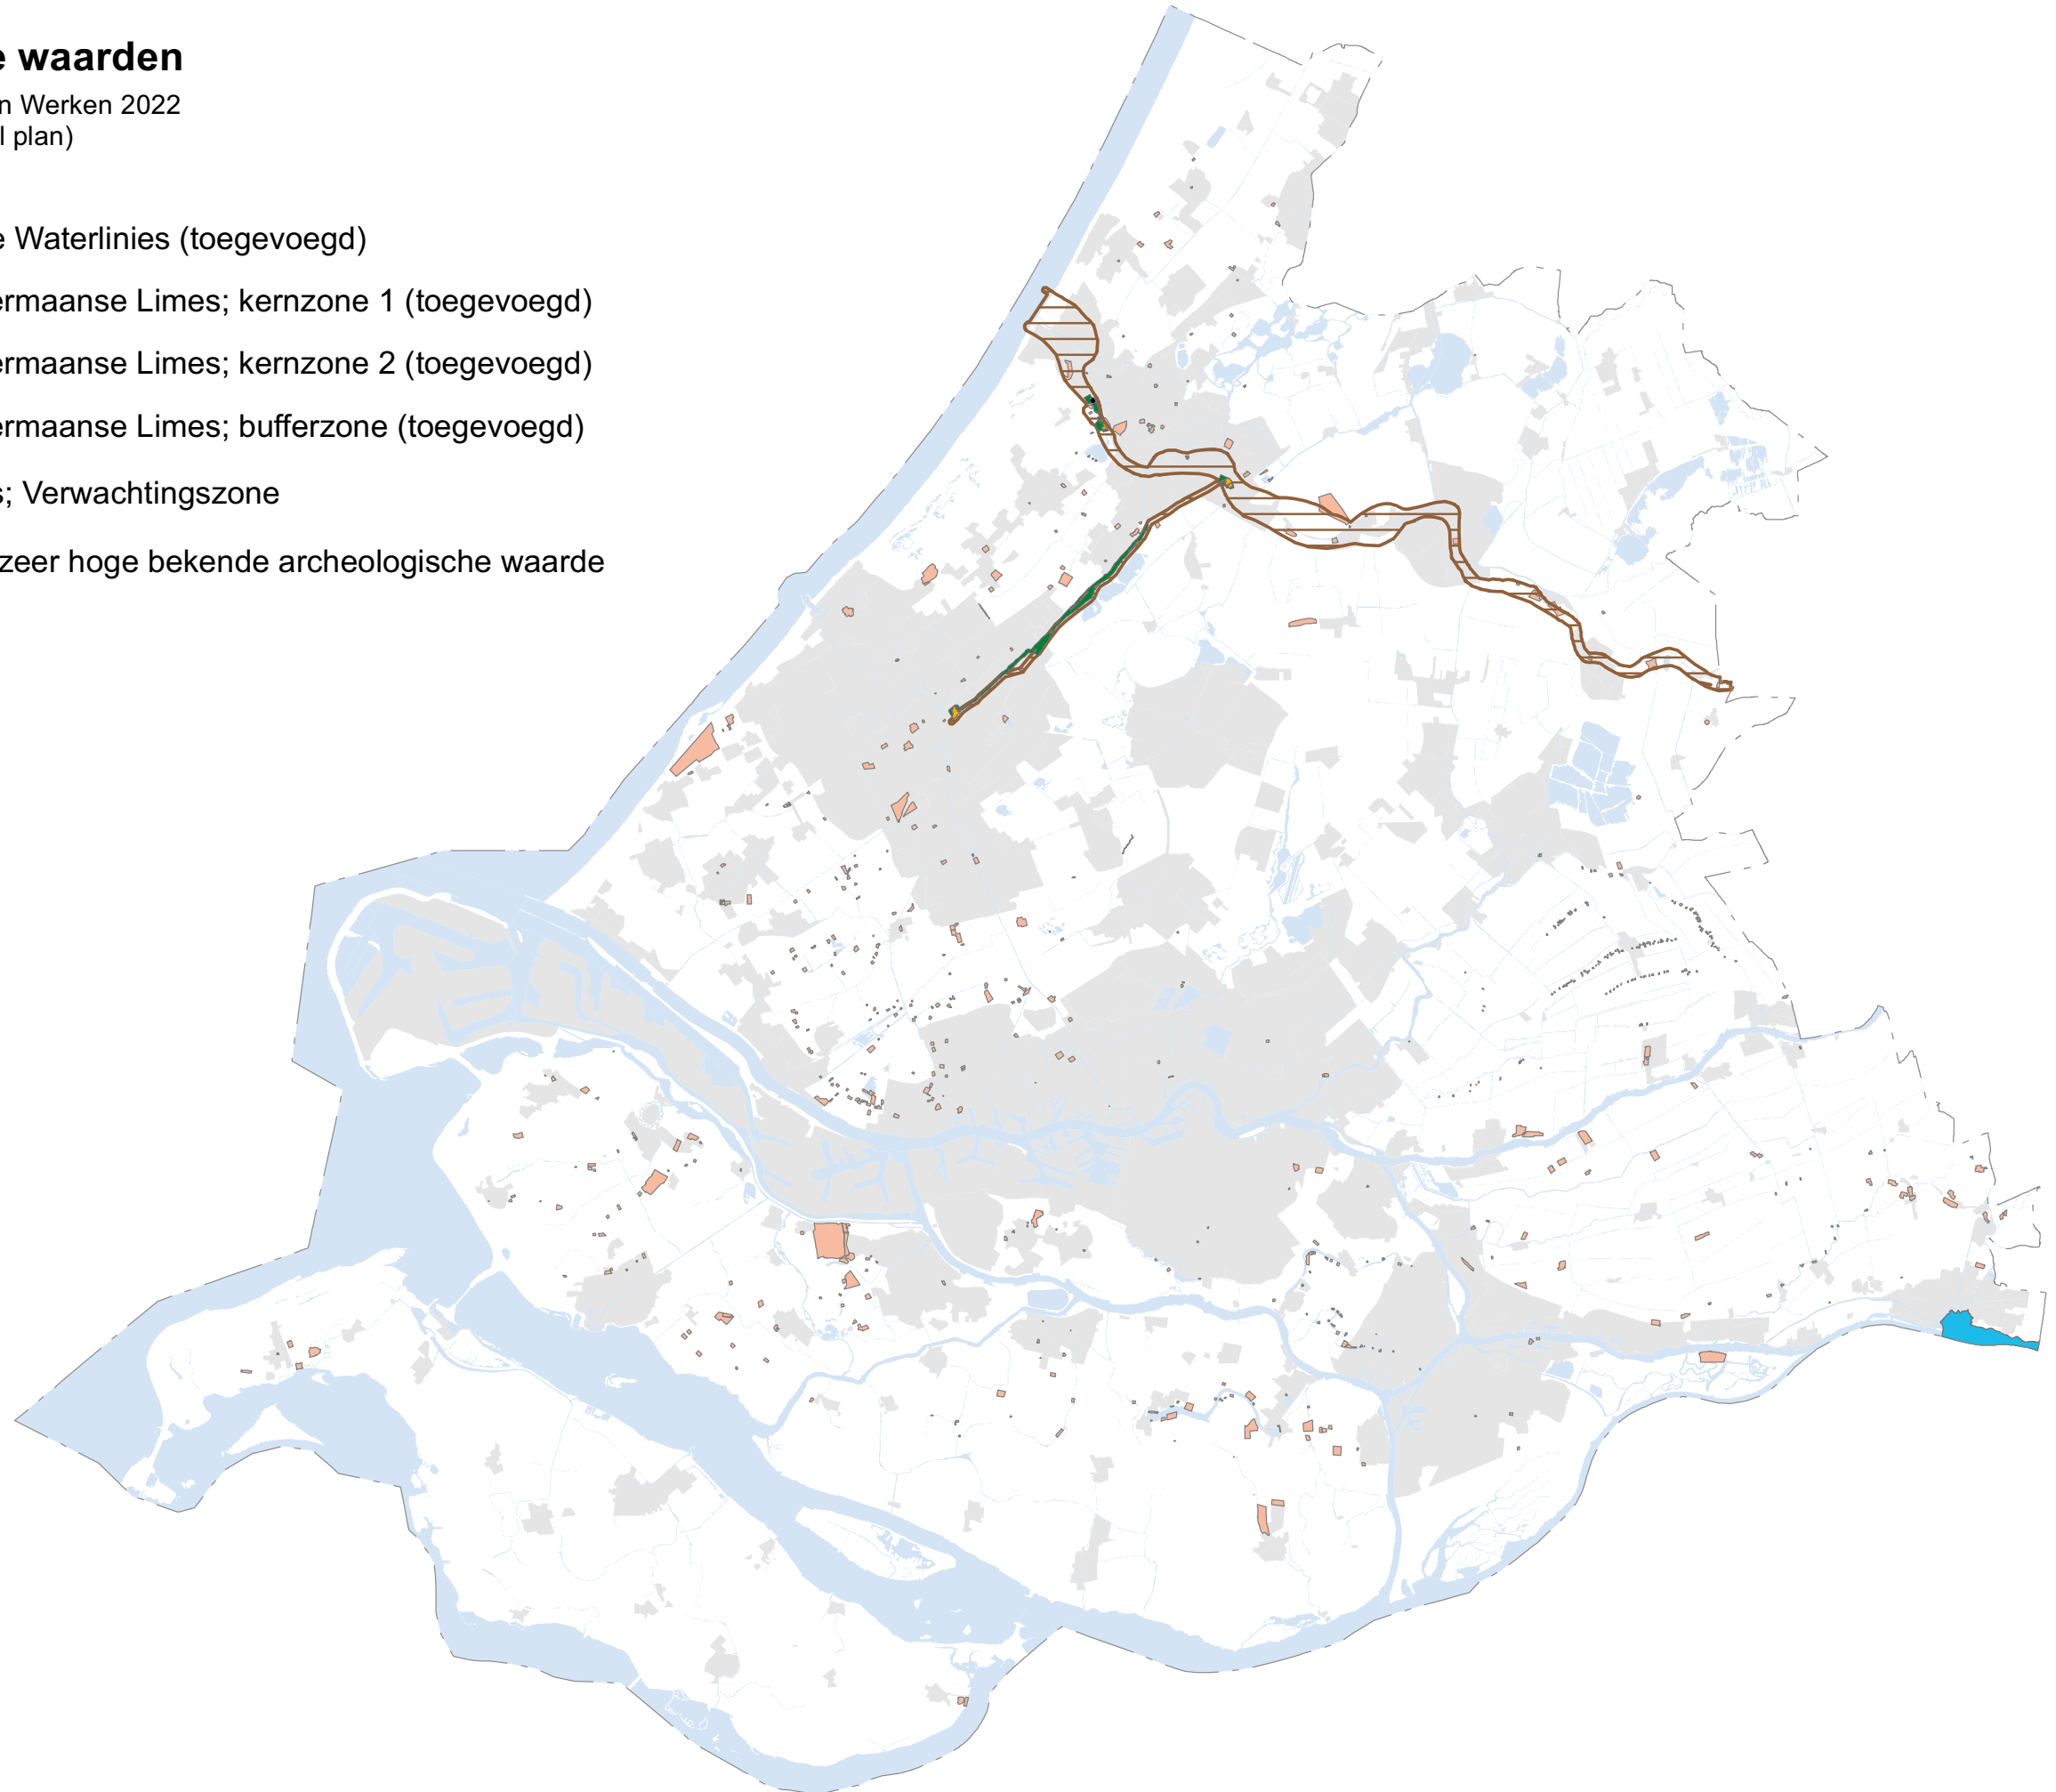 e waarden
n Werken 2022
l plan)
e Waterlinies (toegevoegd)
ermaanse Limes; kernzone 1 (toegevoegd)
ermaanse Limes; kernzone 2 (toegevoegd)
ermaanse Limes; bufferzone (toegevoegd)
s; Verwachtingszone
zeer hoge bekende archeologische waarde